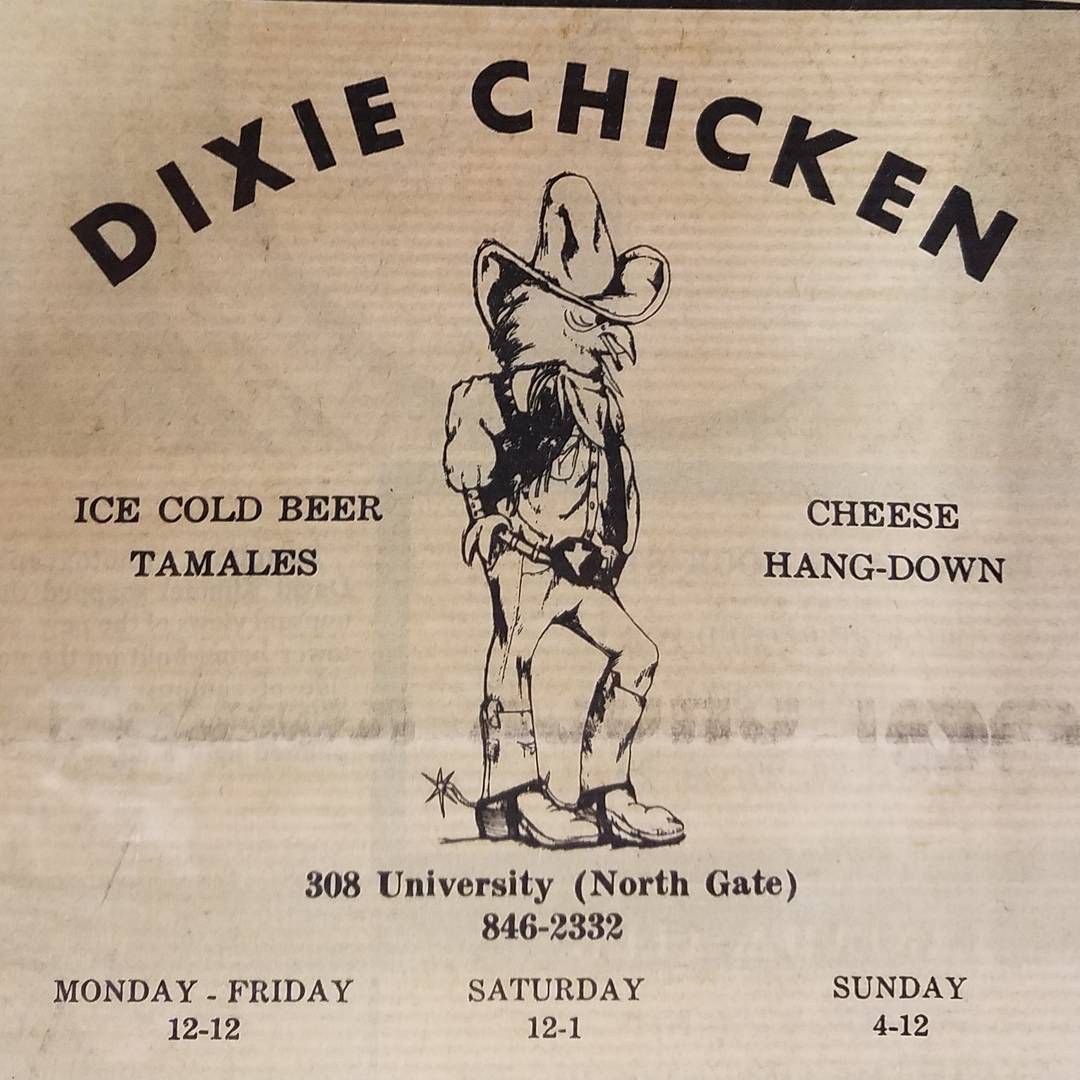 DIXIE CHICKEN
ICE COLD BEER
TAMALES
CHEESE
HANG-DOWN
308 University (North Gate)
846-2332
MONDAY - FRIDAY
12-12
SATURDAY
12-1
SUNDAY
4-12